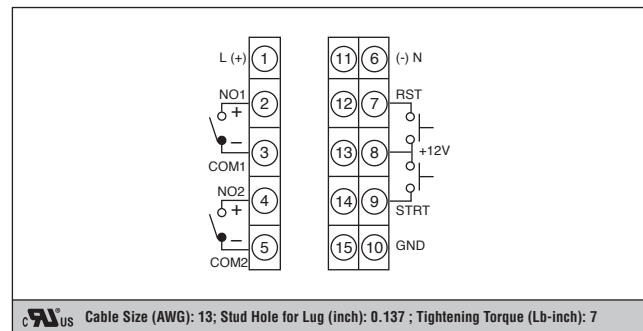 L (+) 1 11 6 (-) N
NO1 2 12 7 RST
+
–
COM1 3 13 8 +12V
NO2 4 14 9 STRT
+
–
COM2 5 15 10 GND
c RU® US Cable Size (AWG): 13; Stud Hole for Lug (inch): 0.137 ; Tightening Torque (Lb-inch): 7